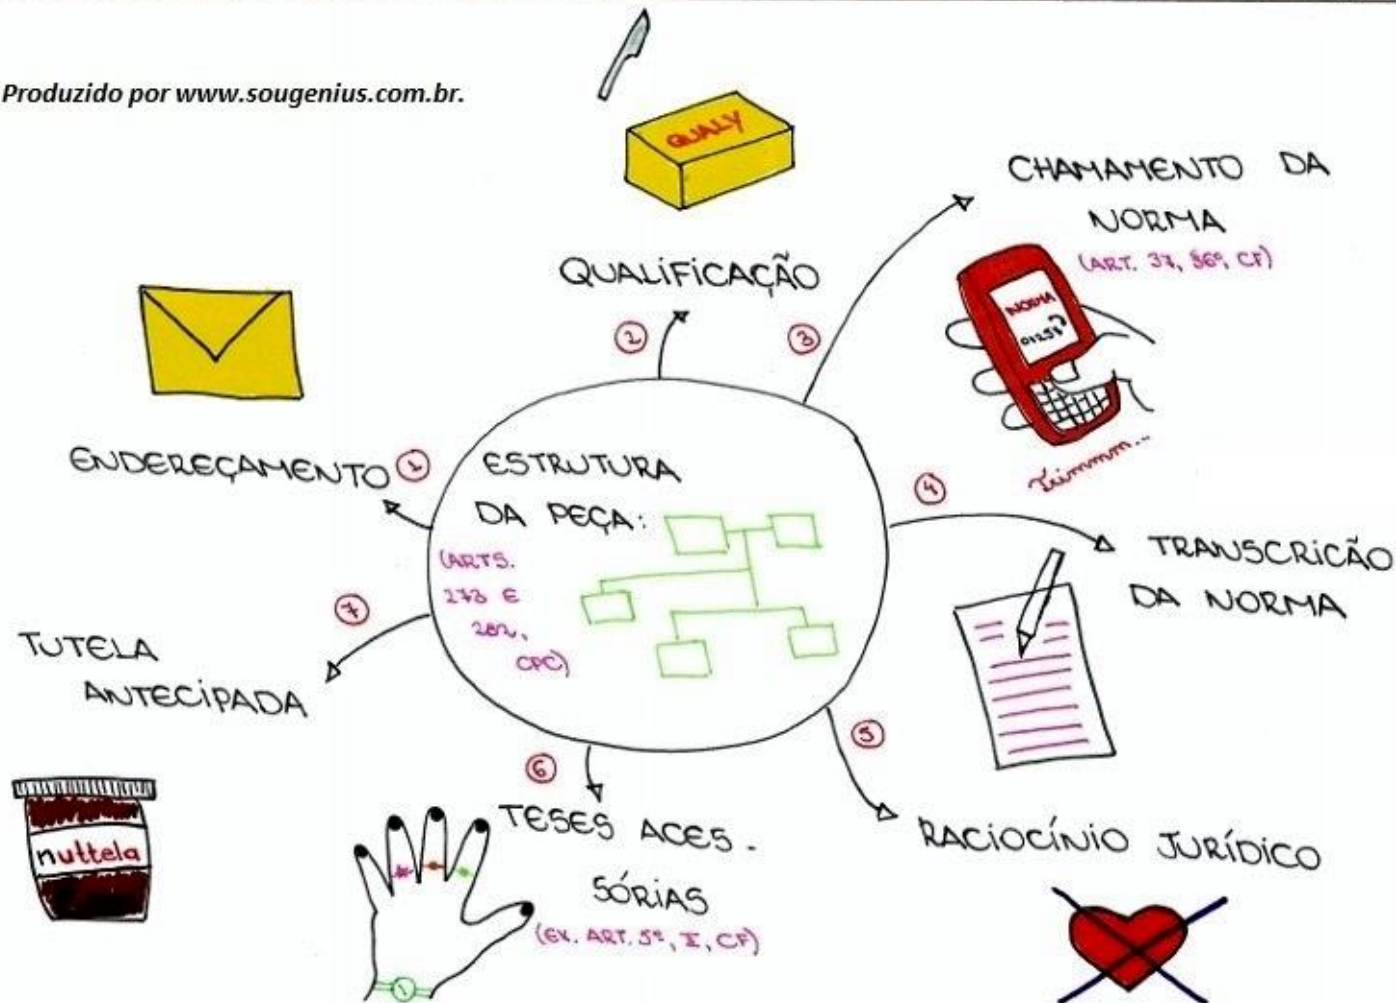 Produzido por www.sougenius.com.br.
QUALY
QUALIFICAÇÃO
2
3
CHAMAMENTO DA
NORMA
(ART. 37, §6º, CF)
NORMA
Trimmm...
ENDEREÇAMENTO
1
ESTRUTURA
DA PEÇA:
(ARTS.
273 E
282,
CPC)
4
TRANSCRICÃO
DA NORMA
5
RACIOCÍNIO JURÍDICO
6
TESES ACES-
SÓRIAS
(EX. ART. 5º, X, CF)
7
TUTELA
ANTECIPADA
nuttela